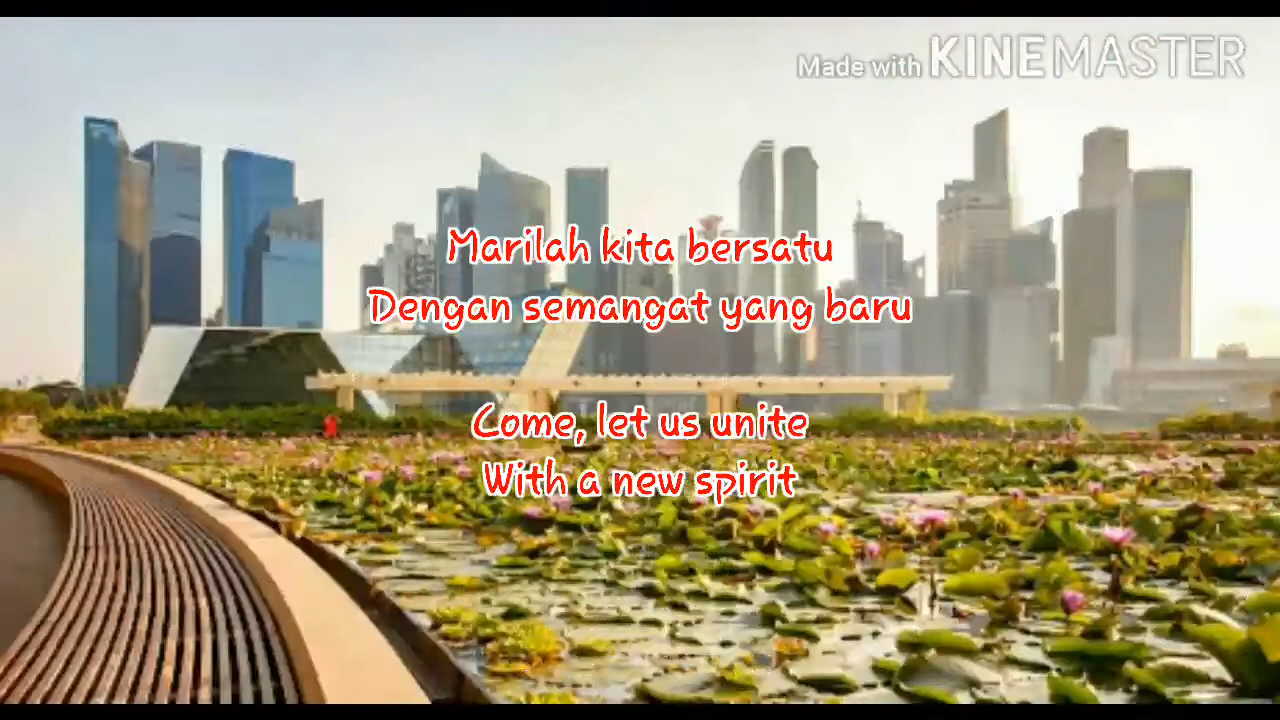 Made with KINEMASTER
Marilah kita bersatu
Dengan semangat yang baru
Come, let us unite
With a new spirit